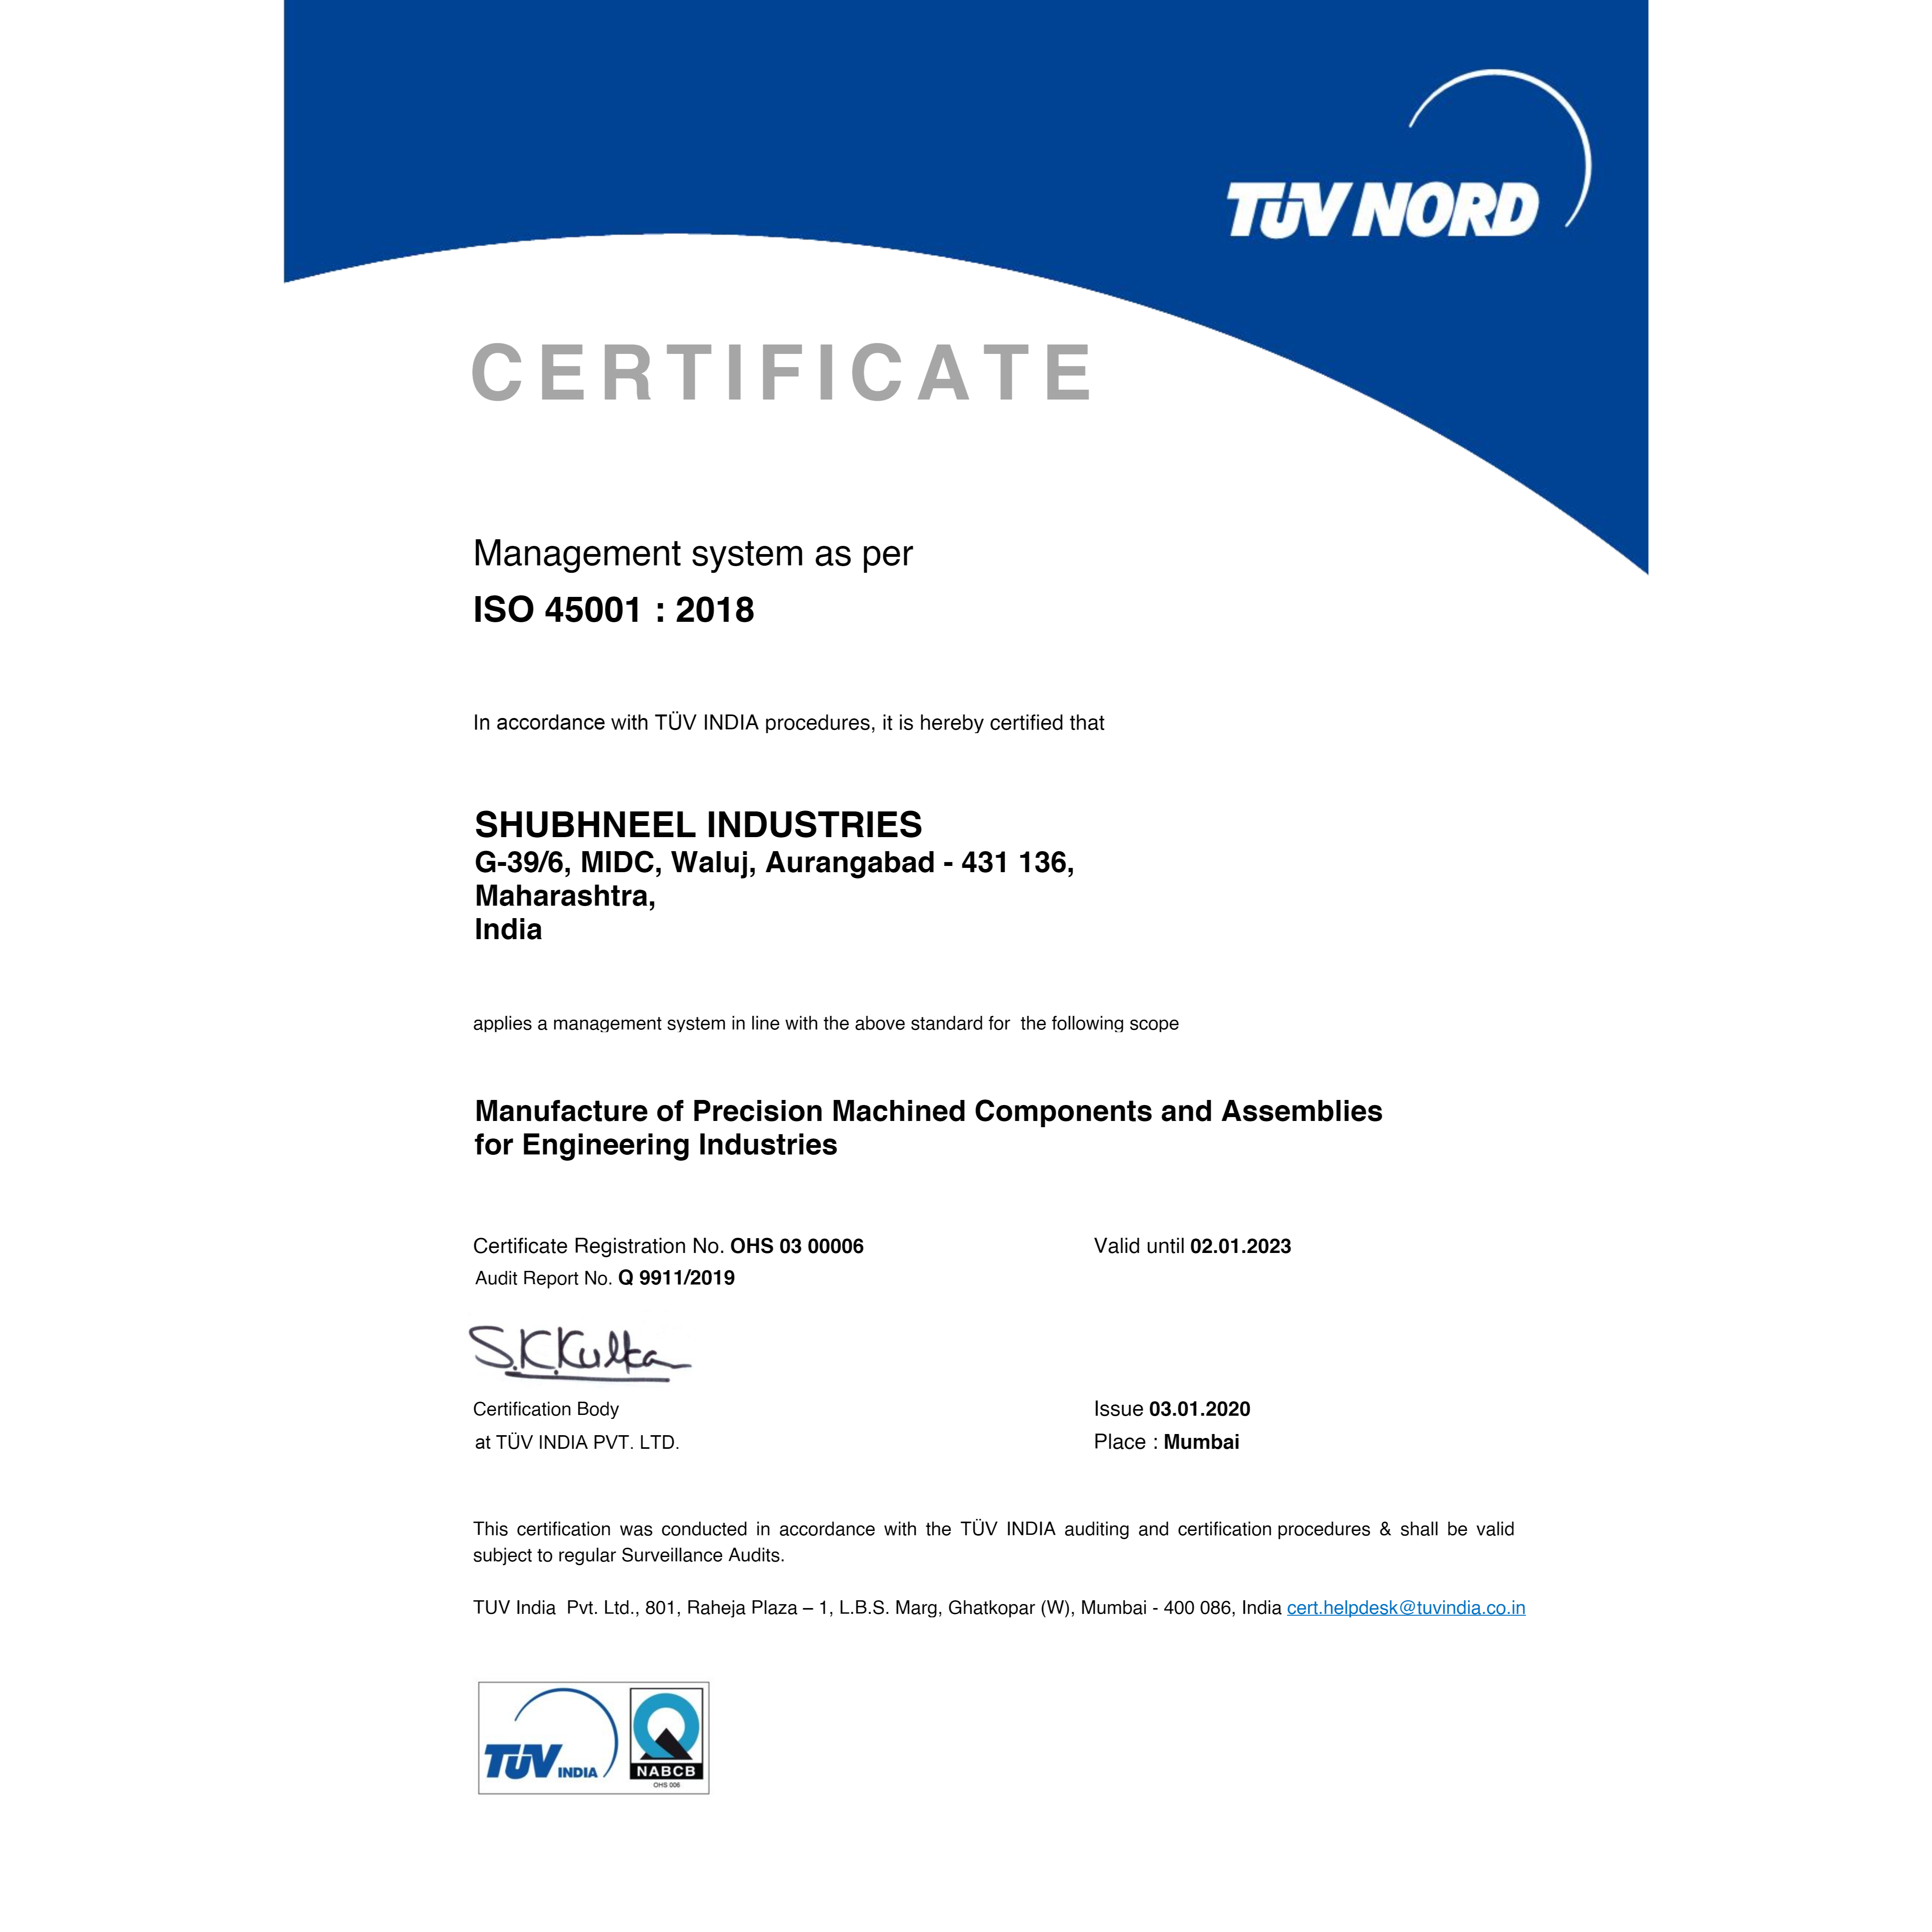 TÜV NORD
CERTIFICATE
Management system as per
ISO 45001 : 2018
In accordance with TÜV INDIA procedures, it is hereby certified that
SHUBHNEEL INDUSTRIES
G-39/6, MIDC, Waluj, Aurangabad - 431 136,
Maharashtra,
India
applies a management system in line with the above standard for the following scope
Manufacture of Precision Machined Components and Assemblies
for Engineering Industries
Certificate Registration No. OHS 03 00006
Valid until 02.01.2023
Audit Report No. Q 9911/2019
S.K.Kulka
Certification Body
Issue 03.01.2020
at TÜV INDIA PVT. LTD.
Place : Mumbai
This certification was conducted in accordance with the TÜV INDIA auditing and certification procedures & shall be valid
subject to regular Surveillance Audits.
TUV India Pvt. Ltd., 801, Raheja Plaza – 1, L.B.S. Marg, Ghatkopar (W), Mumbai - 400 086, India cert.helpdesk@tuvindia.co.in
TÜV INDIA
NABCB
OHS 006